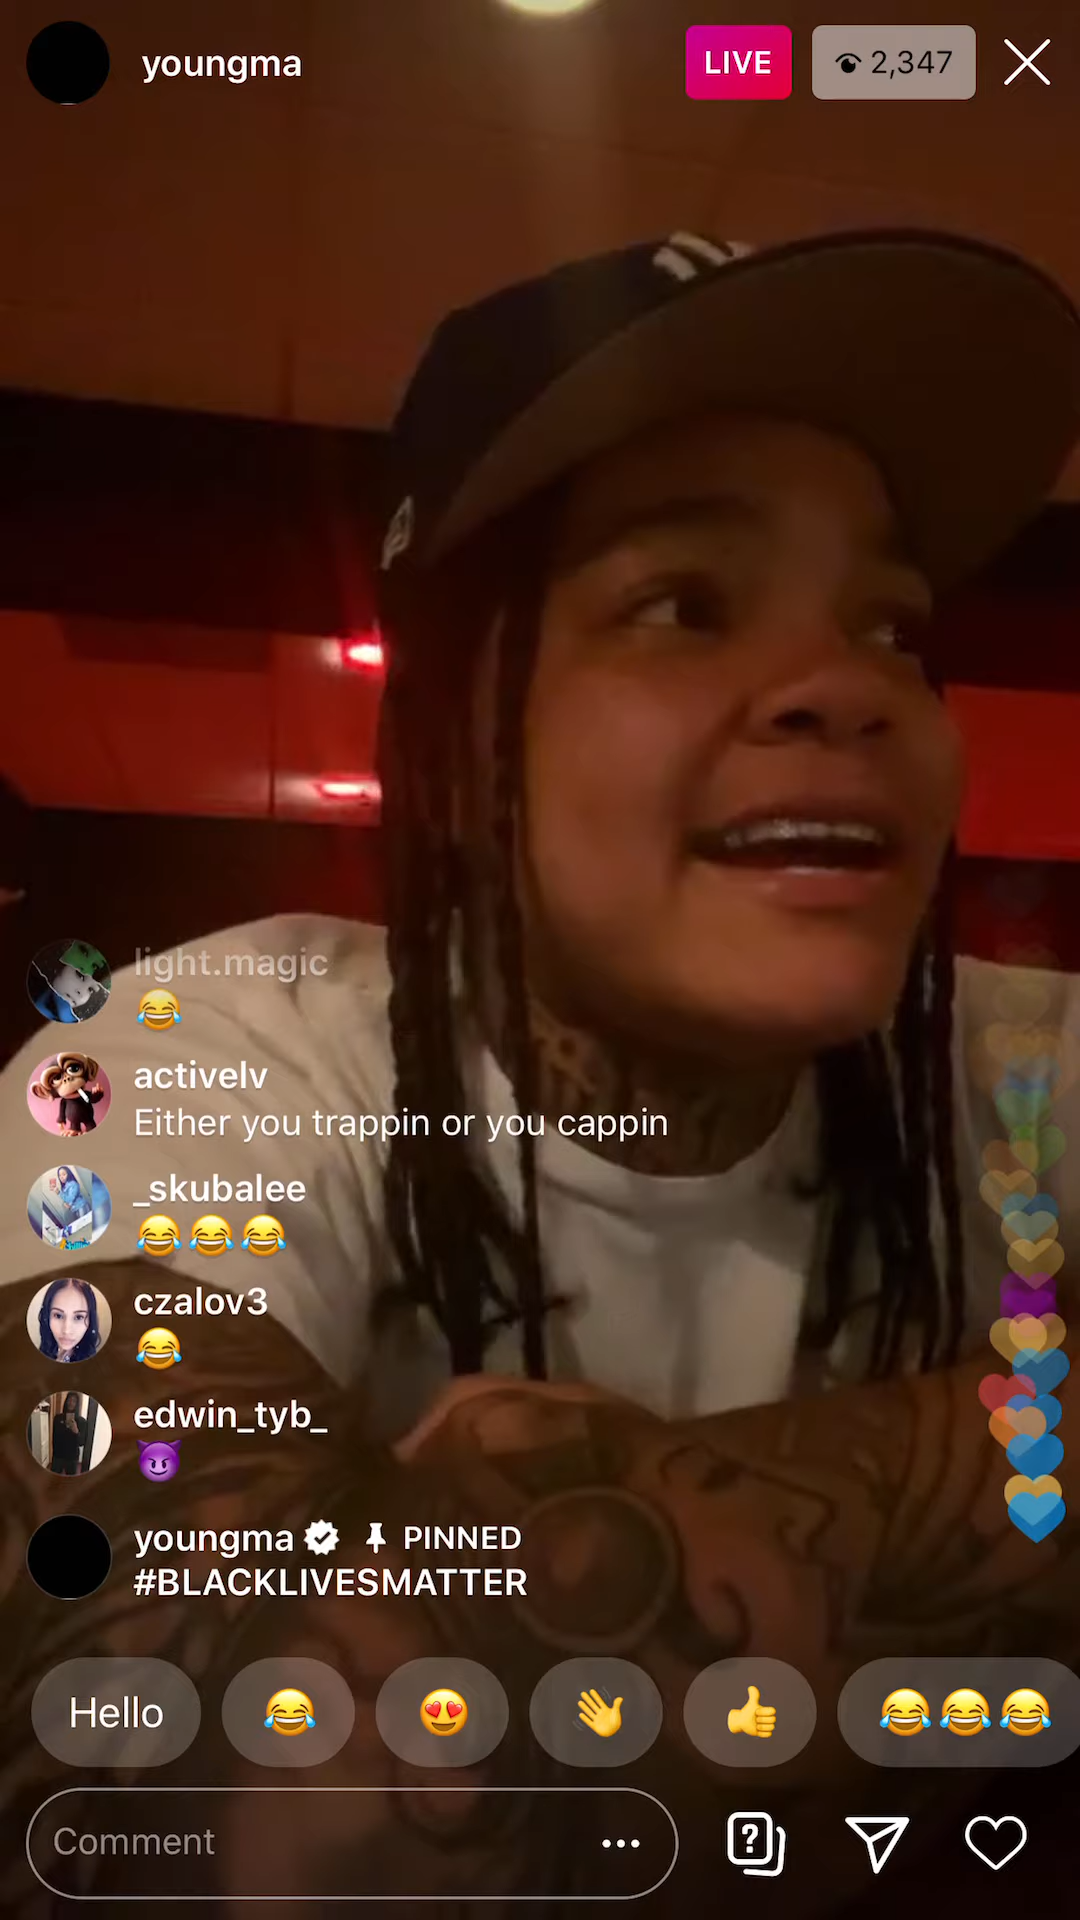 youngma
LIVE
2,347
light.magic
😂
activelv
Either you trappin or you cappin
_skubalee
😂😂😂
czalov3
😂
edwin_tyb_
😈
youngma PINNED
#BLACKLIVESMATTER
Hello 😂 😍 👋 👍 😂😂😂
Comment